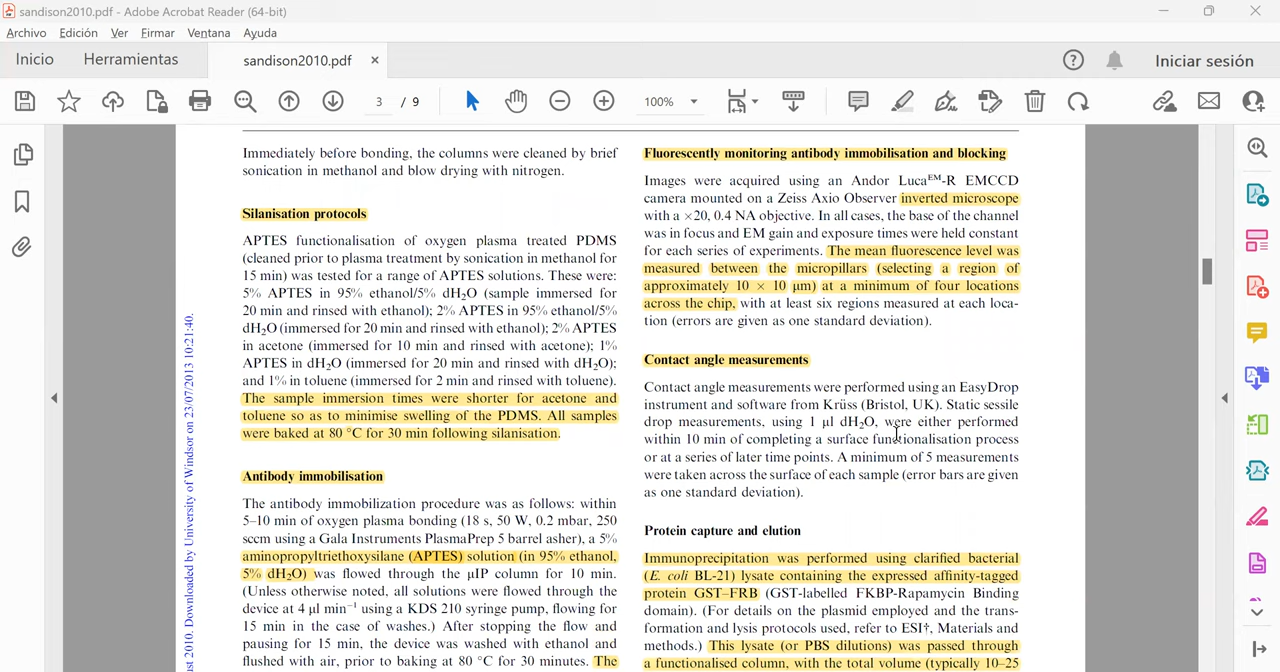 sandison2010.pdf - Adobe Acrobat Reader (64-bit)
Archivo Edición Ver Firmar Ventana Ayuda
Inicio Herramientas sandison2010.pdf × Iniciar sesión
3 / 9 100%
Immediately before bonding, the columns were cleaned by brief
sonication in methanol and blow drying with nitrogen.
Silanisation protocols
APTES functionalisation of oxygen plasma treated PDMS
(cleaned prior to plasma treatment by sonication in methanol for
15 min) was tested for a range of APTES solutions. These were:
5% APTES in 95% ethanol/5% dH₂O (sample immersed for
20 min and rinsed with ethanol); 2% APTES in 95% ethanol/5%
dH₂O (immersed for 20 min and rinsed with ethanol); 2% APTES
in acetone (immersed for 10 min and rinsed with acetone); 1%
APTES in dH₂O (immersed for 20 min and rinsed with dH₂O);
and 1% in toluene (immersed for 2 min and rinsed with toluene).
The sample immersion times were shorter for acetone and
toluene so as to minimise swelling of the PDMS. All samples
were baked at 80 °C for 30 min following silanisation.
Antibody immobilisation
The antibody immobilization procedure was as follows: within
5–10 min of oxygen plasma bonding (18 s, 50 W, 0.2 mbar, 250
sccm using a Gala Instruments PlasmaPrep 5 barrel asher), a 5%
aminopropyltriethoxysilane (APTES) solution (in 95% ethanol,
5% dH₂O) was flowed through the µIP column for 10 min.
(Unless otherwise noted, all solutions were flowed through the
device at 4 µl min⁻¹ using a KDS 210 syringe pump, flowing for
15 min in the case of washes.) After stopping the flow and
pausing for 15 min, the device was washed with ethanol and
flushed with air, prior to baking at 80 °C for 30 minutes. The
Fluorescently monitoring antibody immobilisation and blocking
Images were acquired using an Andor Lucaᴱᴹ-R EMCCD
camera mounted on a Zeiss Axio Observer inverted microscope
with a ×20, 0.4 NA objective. In all cases, the base of the channel
was in focus and EM gain and exposure times were held constant
for each series of experiments. The mean fluorescence level was
measured between the micropillars (selecting a region of
approximately 10 × 10 µm) at a minimum of four locations
across the chip, with at least six regions measured at each loca-
tion (errors are given as one standard deviation).
Contact angle measurements
Contact angle measurements were performed using an EasyDrop
instrument and software from Krüss (Bristol, UK). Static sessile
drop measurements, using 1 µl dH₂O, were either performed
within 10 min of completing a surface functionalisation process
or at a series of later time points. A minimum of 5 measurements
were taken across the surface of each sample (error bars are given
as one standard deviation).
Protein capture and elution
Immunoprecipitation was performed using clarified bacterial
(E. coli BL-21) lysate containing the expressed affinity-tagged
protein GST–FRB (GST-labelled FKBP-Rapamycin Binding
domain). (For details on the plasmid employed and the trans-
formation and lysis protocols used, refer to ESI†, Materials and
methods.) This lysate (or PBS dilutions) was passed through
a functionalised column, with the total volume (typically 10–25
ust 2010. Downloaded by University of Windsor on 23/07/2013 10:21:40.